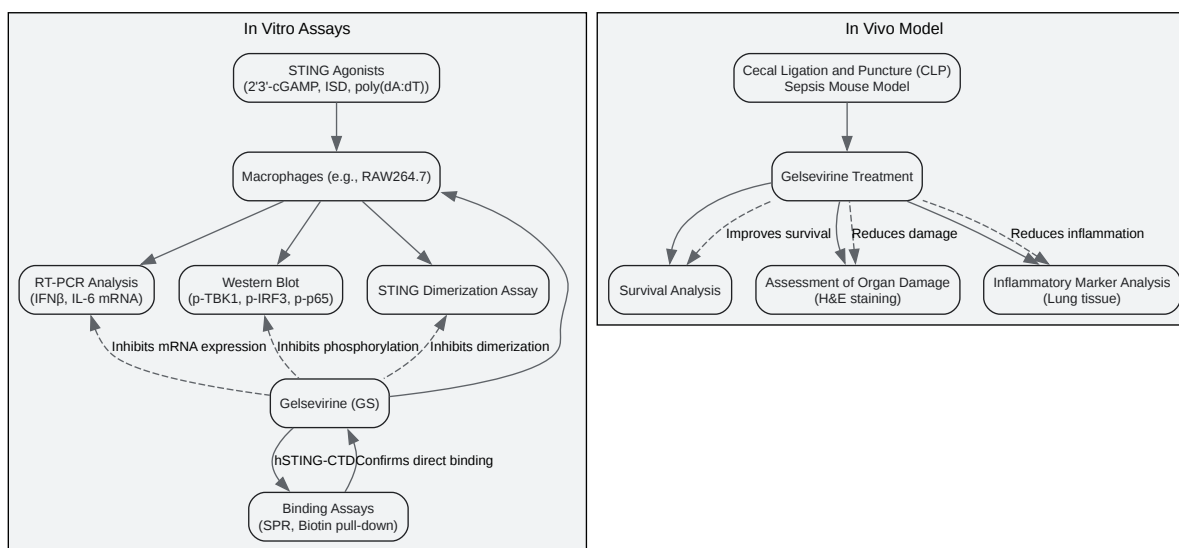 In Vitro Assays
STING Agonists
(2'3'-cGAMP, ISD, poly(dA:dT))
Macrophages (e.g., RAW264.7)
RT-PCR Analysis
(IFNβ, IL-6 mRNA)
Western Blot
(p-TBK1, p-IRF3, p-p65)
STING Dimerization Assay
Inhibits mRNA expression
Inhibits phosphorylation
Inhibits dimerization
Gelsevirine (GS)
hSTING-CTD
Confirms direct binding
Binding Assays
(SPR, Biotin pull-down)
In Vivo Model
Cecal Ligation and Puncture (CLP)
Sepsis Mouse Model
Gelsevirine Treatment
Improves survival
Reduces damage
Reduces inflammation
Survival Analysis
Assessment of Organ Damage
(H&E staining)
Inflammatory Marker Analysis
(Lung tissue)